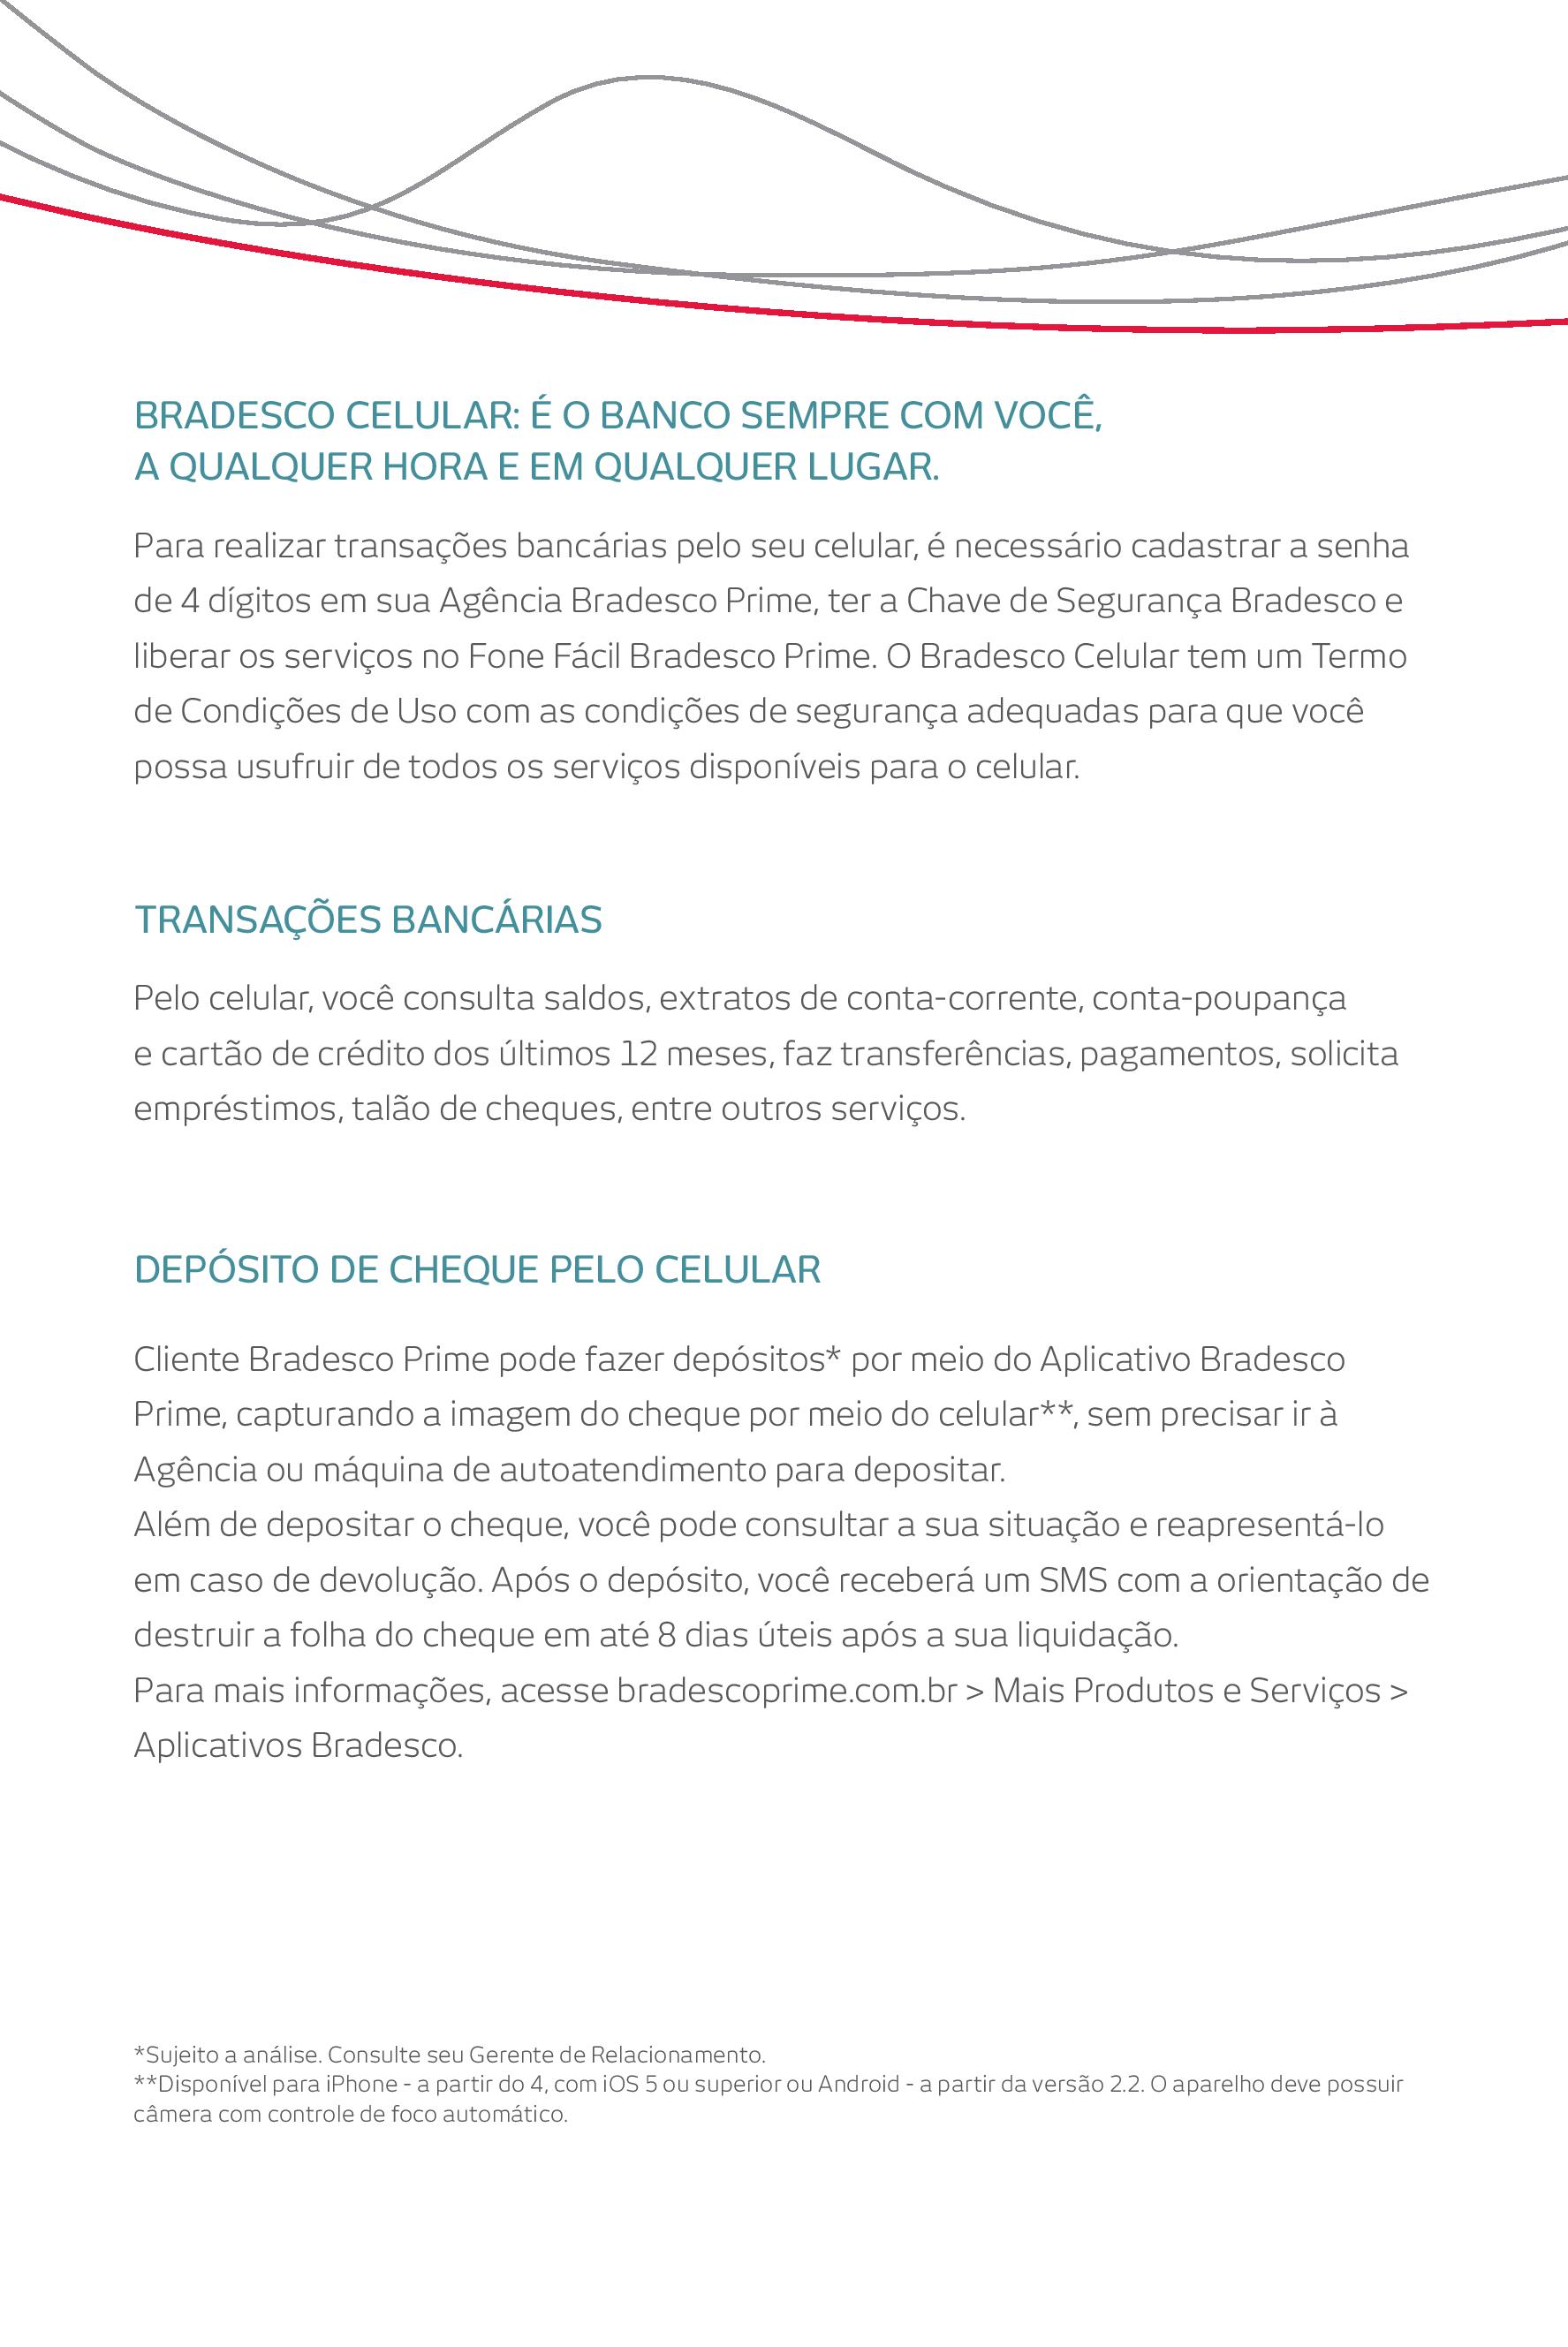 BRADESCO CELULAR: É O BANCO SEMPRE COM VOCÊ,
A QUALQUER HORA E EM QUALQUER LUGAR.
Para realizar transações bancárias pelo seu celular, é necessário cadastrar a senha
de 4 dígitos em sua Agência Bradesco Prime, ter a Chave de Segurança Bradesco e
liberar os serviços no Fone Fácil Bradesco Prime. O Bradesco Celular tem um Termo
de Condições de Uso com as condições de segurança adequadas para que você
possa usufruir de todos os serviços disponíveis para o celular.
TRANSAÇÕES BANCÁRIAS
Pelo celular, você consulta saldos, extratos de conta-corrente, conta-poupança
e cartão de crédito dos últimos 12 meses, faz transferências, pagamentos, solicita
empréstimos, talão de cheques, entre outros serviços.
DEPÓSITO DE CHEQUE PELO CELULAR
Cliente Bradesco Prime pode fazer depósitos* por meio do Aplicativo Bradesco
Prime, capturando a imagem do cheque por meio do celular**, sem precisar ir à
Agência ou máquina de autoatendimento para depositar.
Além de depositar o cheque, você pode consultar a sua situação e reapresentá-lo
em caso de devolução. Após o depósito, você receberá um SMS com a orientação de
destruir a folha do cheque em até 8 dias úteis após a sua liquidação.
Para mais informações, acesse bradescoprime.com.br > Mais Produtos e Serviços >
Aplicativos Bradesco.
*Sujeito a análise. Consulte seu Gerente de Relacionamento.
**Disponível para iPhone - a partir do 4, com iOS 5 ou superior ou Android - a partir da versão 2.2. O aparelho deve possuir
câmera com controle de foco automático.